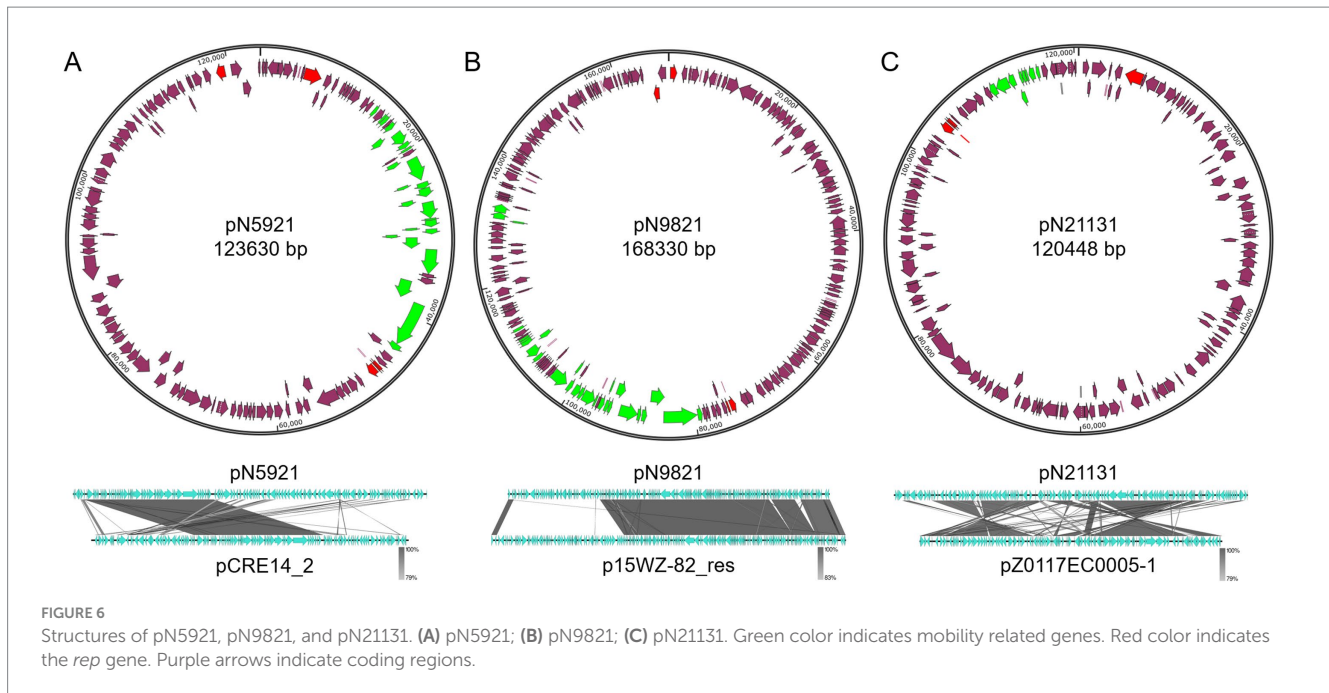 A
B
C
120,000
20,000
40,000
60,000
80,000
100,000
pN5921
123630 bp
160,000
20,000
40,000
60,000
80,000
100,000
120,000
140,000
pN9821
168330 bp
120,000
20,000
40,000
60,000
80,000
100,000
pN21131
120448 bp
pN5921
pCRE14_2
100%
79%
pN9821
p15WZ-82_res
100%
83%
pN21131
pZ0117EC0005-1
100%
79%
FIGURE 6
Structures of pN5921, pN9821, and pN21131. (A) pN5921; (B) pN9821; (C) pN21131. Green color indicates mobility related genes. Red color indicates
the rep gene. Purple arrows indicate coding regions.